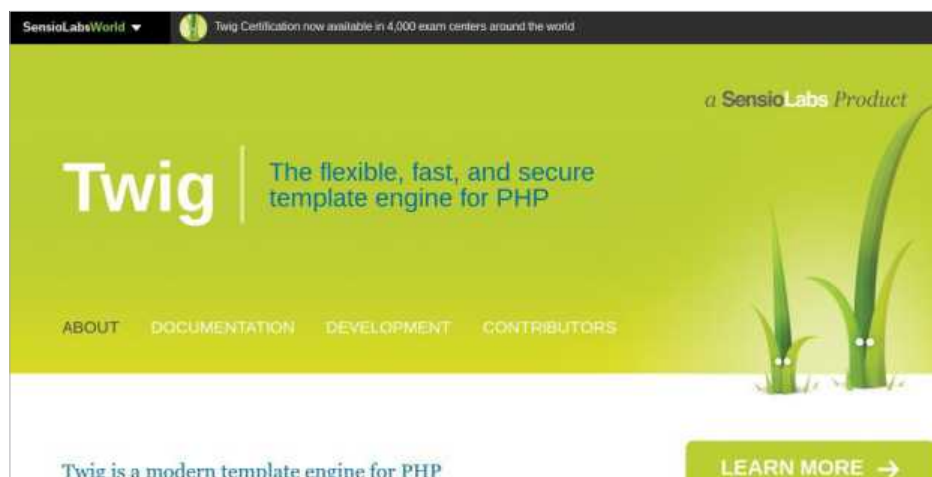 SensioLabsWorld
Twig Certification now available in 4,000 exam centers around the world
a SensioLabs Product
Twig
The flexible, fast, and secure
template engine for PHP
ABOUT DOCUMENTATION DEVELOPMENT CONTRIBUTORS
Twig is a modern template engine for PHP
LEARN MORE →